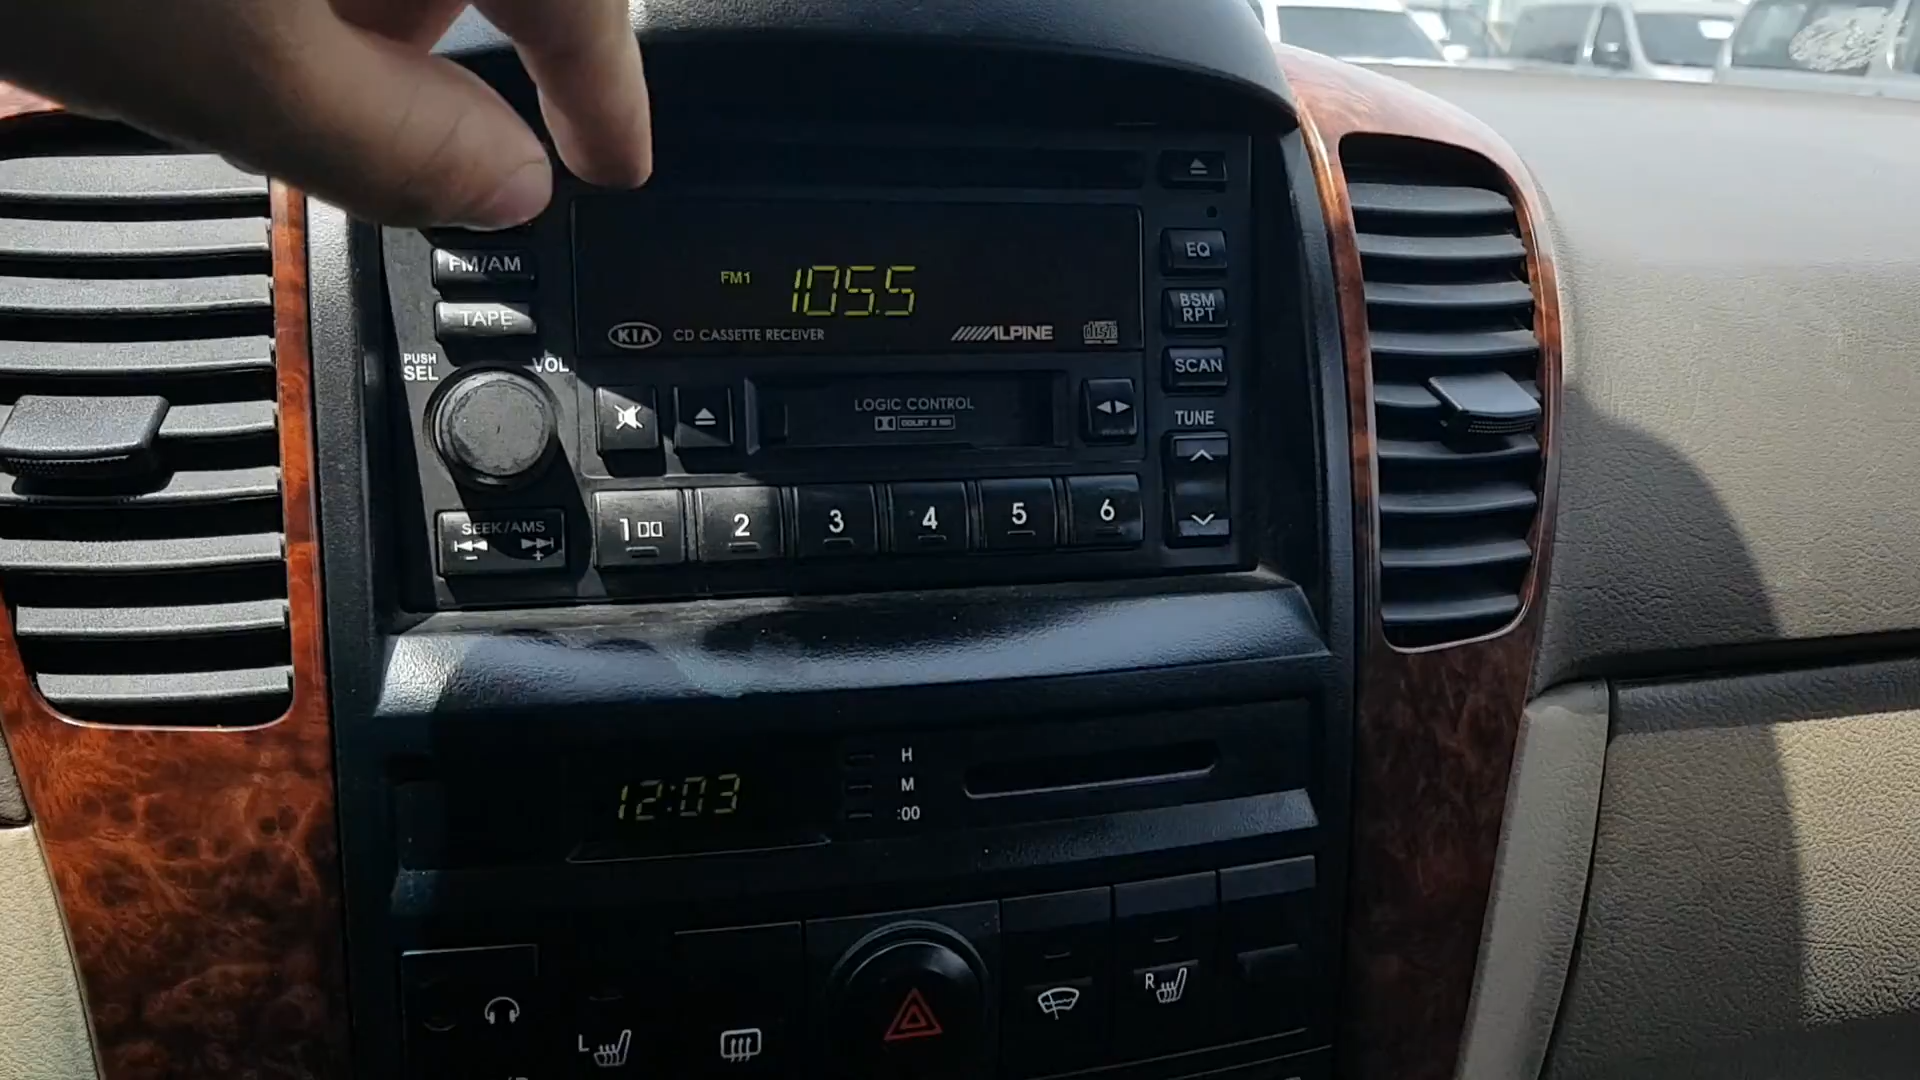 FM/AM
TAPE
PUSH
SEL
VOL
SEEK/AMS
- +
FM1 105.5
KIA CD CASSETTE RECEIVER ALPINE DISC
LOGIC CONTROL
DOLBY B NR
1 2 3 4 5 6
EQ
BSM
RPT
SCAN
TUNE
12:03
H
M
:00
L
R